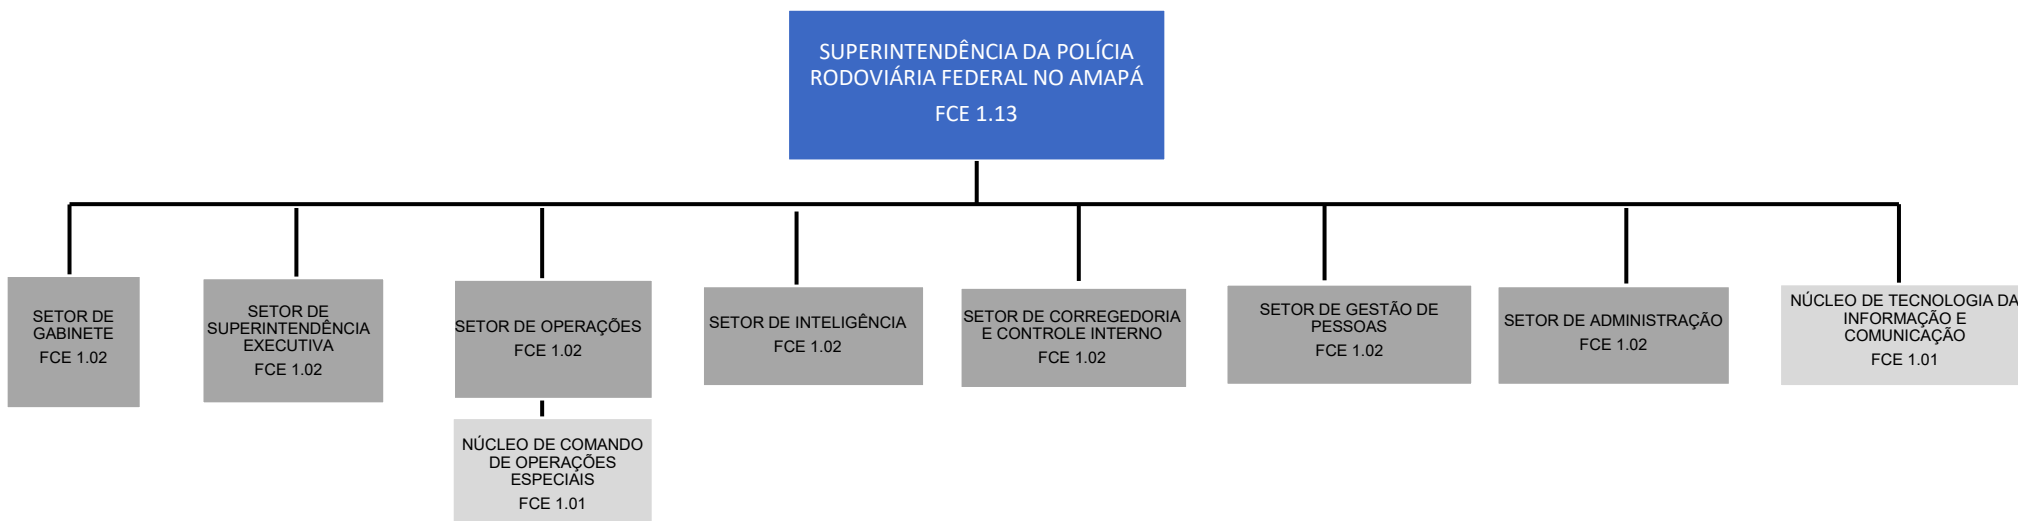 SUPERINTENDÊNCIA DA POLÍCIA
RODOVIÁRIA FEDERAL NO AMAPÁ
FCE 1.13
SETOR DE
GABINETE
FCE 1.02
SETOR DE
SUPERINTENDÊNCIA
EXECUTIVA
FCE 1.02
SETOR DE OPERAÇÕES
FCE 1.02
SETOR DE INTELIGÊNCIA
FCE 1.02
SETOR DE CORREGEDORIA
E CONTROLE INTERNO
FCE 1.02
SETOR DE GESTÃO DE
PESSOAS
FCE 1.02
SETOR DE ADMINISTRAÇÃO
FCE 1.02
NÚCLEO DE TECNOLOGIA DA
INFORMAÇÃO E
COMUNICAÇÃO
FCE 1.01
NÚCLEO DE COMANDO
DE OPERAÇÕES
ESPECIAIS
FCE 1.01